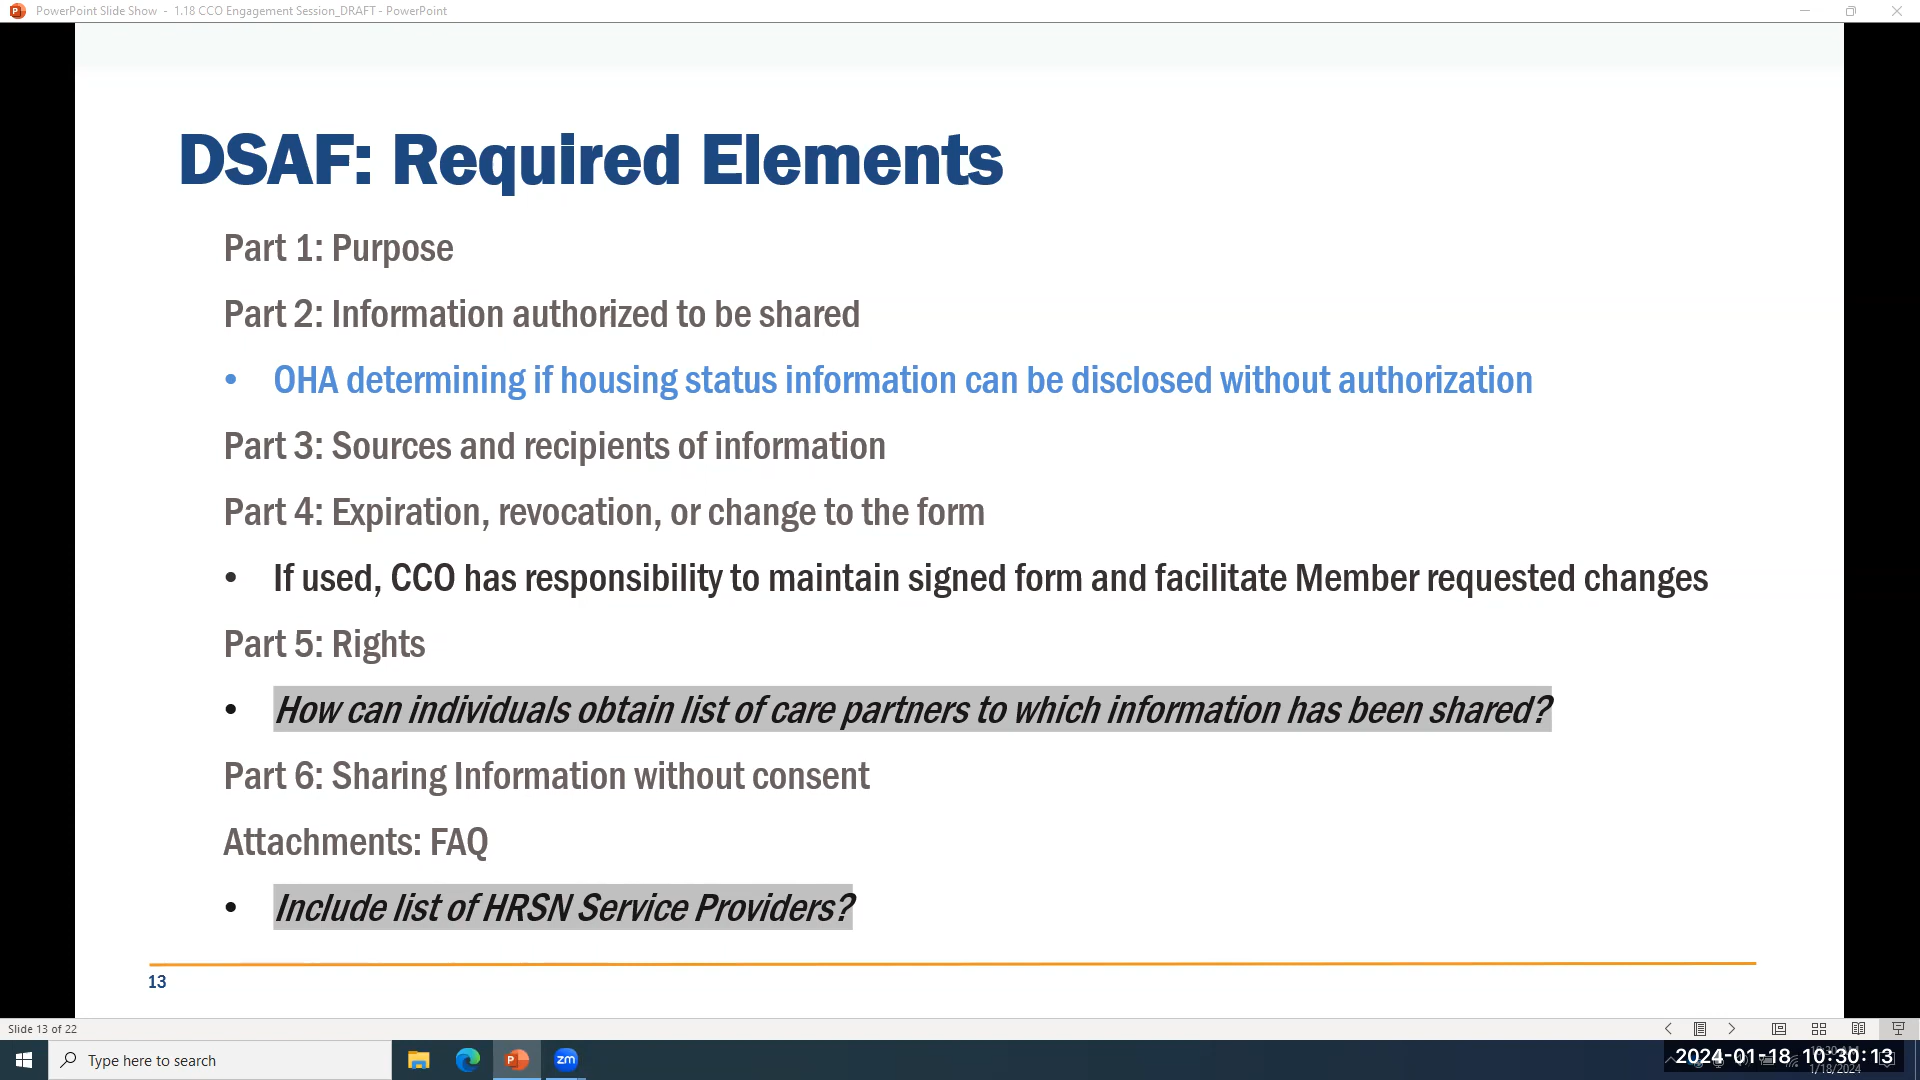 PowerPoint Slide Show - 1.18 CCO Engagement Session_DRAFT - PowerPoint
DSAF: Required Elements
Part 1: Purpose
Part 2: Information authorized to be shared
• OHA determining if housing status information can be disclosed without authorization
Part 3: Sources and recipients of information
Part 4: Expiration, revocation, or change to the form
• If used, CCO has responsibility to maintain signed form and facilitate Member requested changes
Part 5: Rights
• How can individuals obtain list of care partners to which information has been shared?
Part 6: Sharing Information without consent
Attachments: FAQ
• Include list of HRSN Service Providers?
13
Slide 13 of 22
Type here to search
zm
2024-01-18 10:30:13
1/18/2024